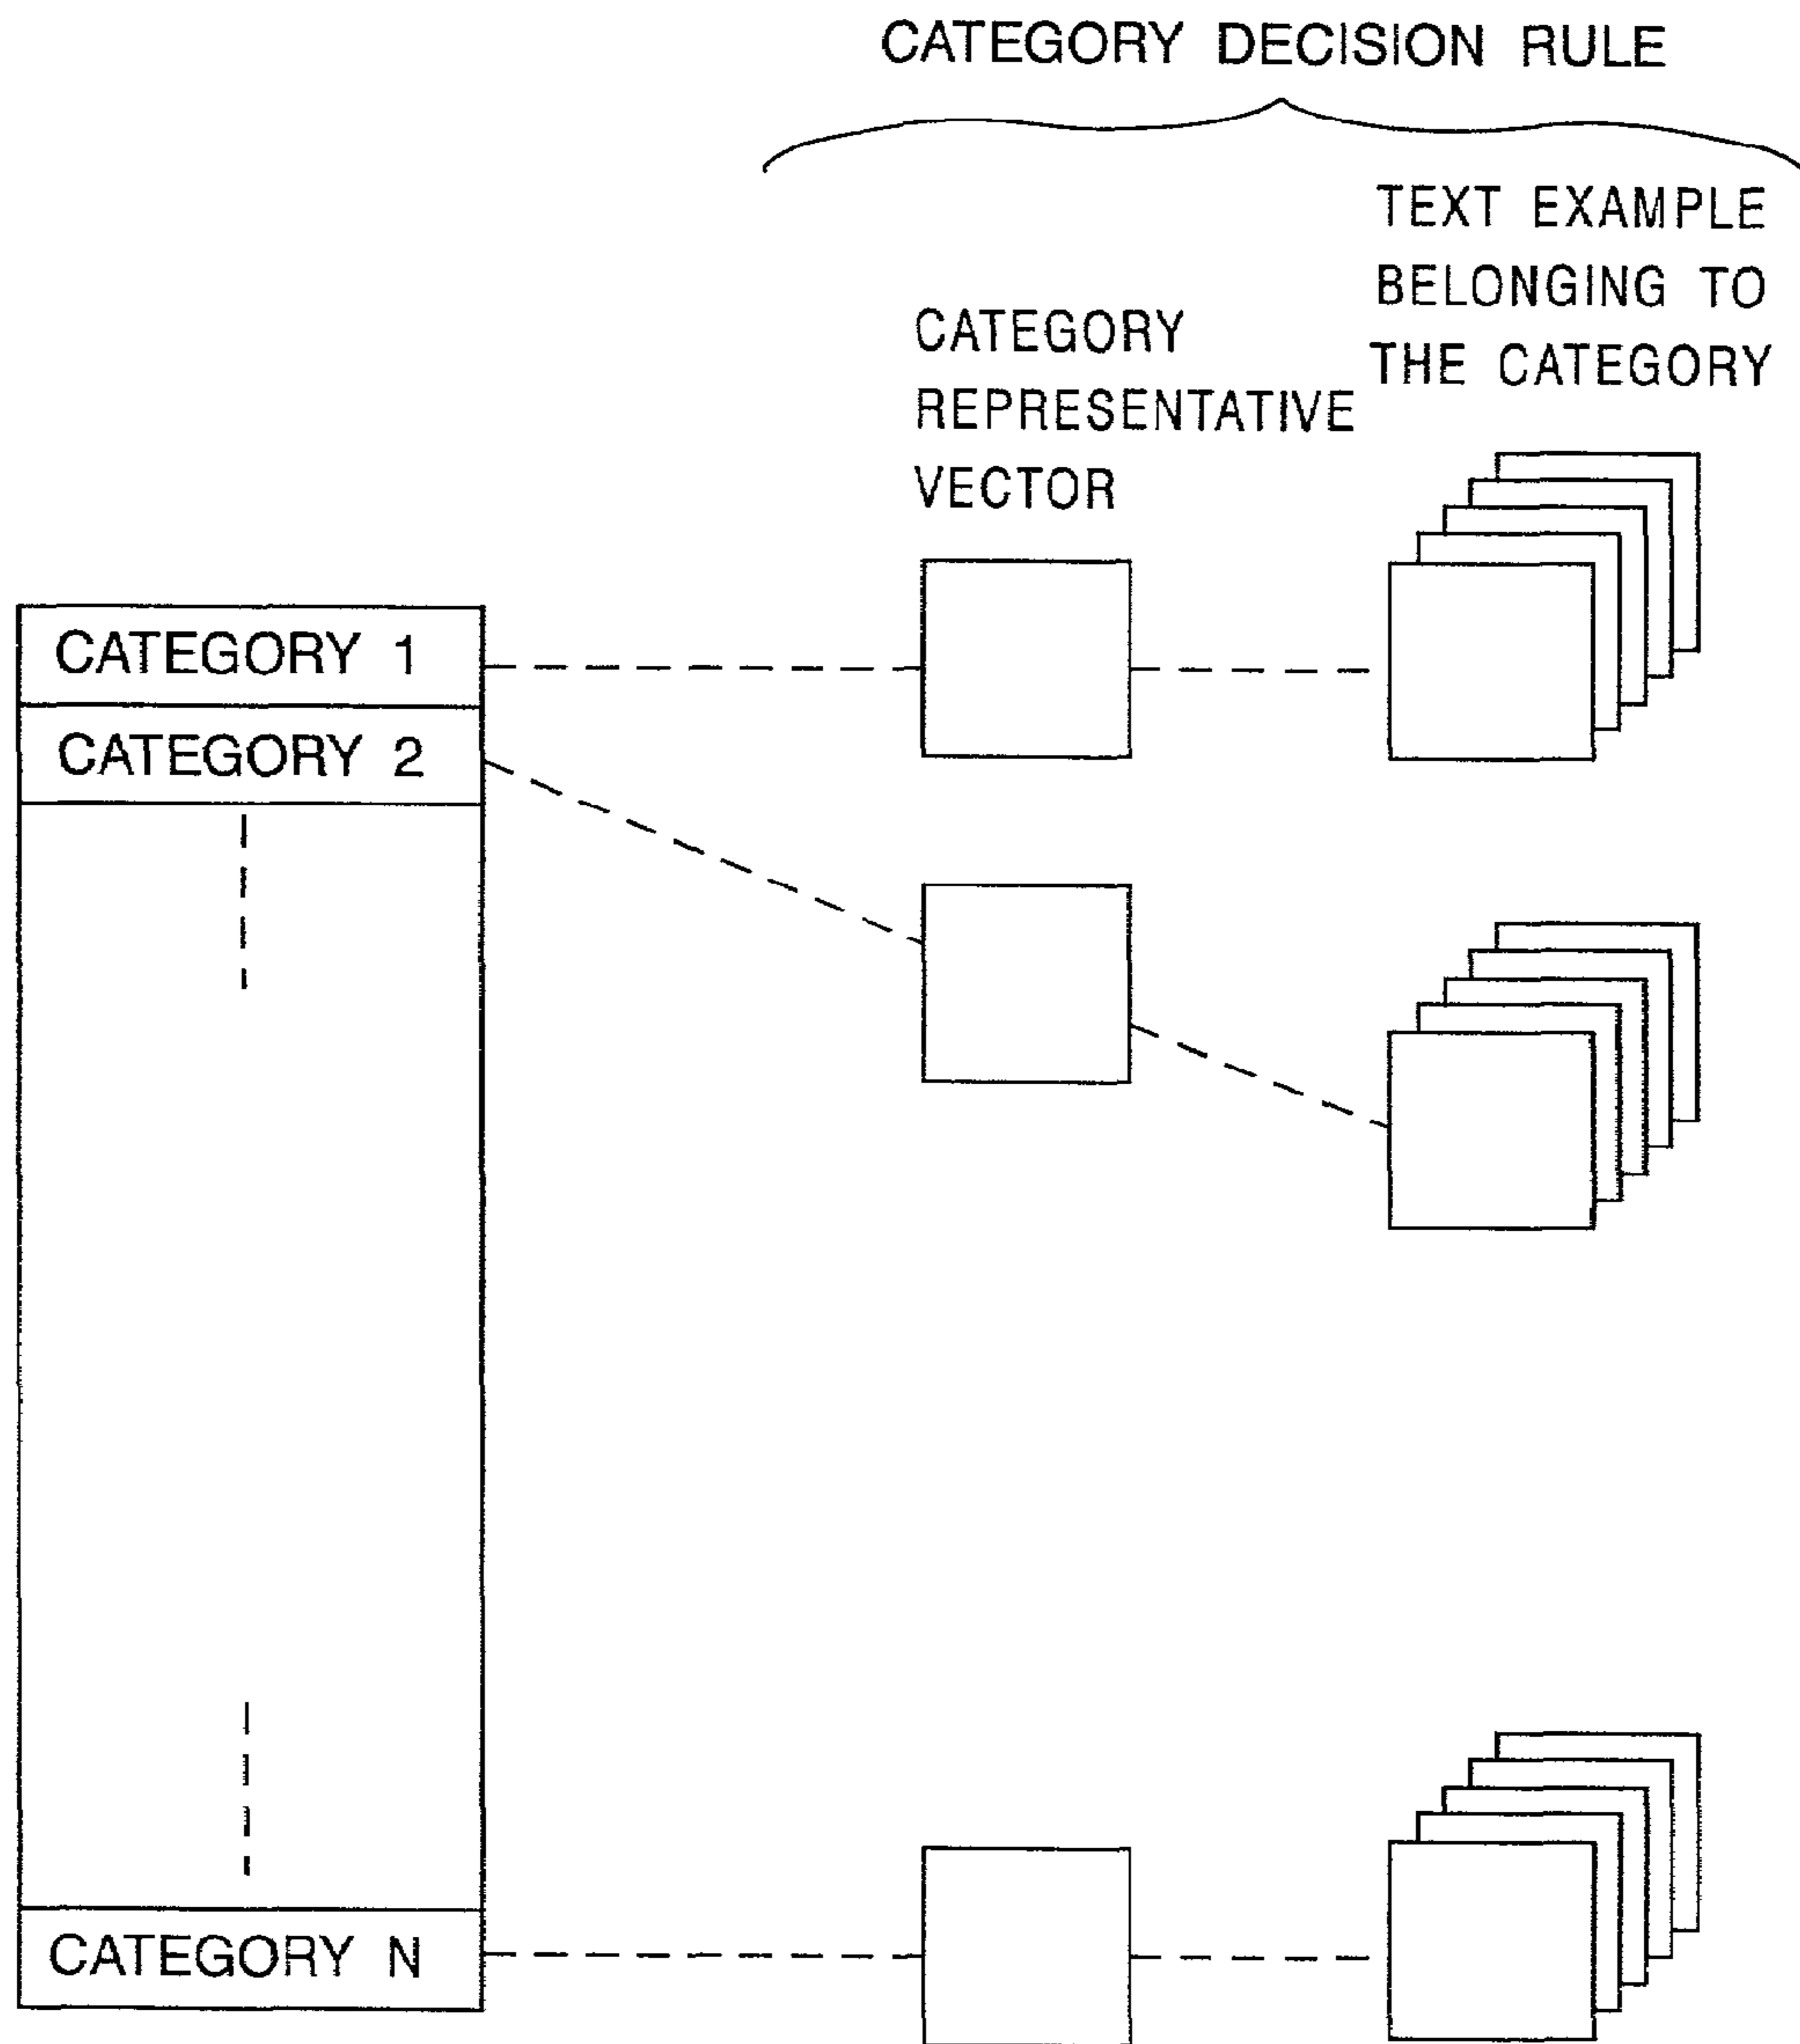 CATEGORY DECISION RULE
TEXT EXAMPLE
BELONGING TO
THE CATEGORY
CATEGORY
REPRESENTATIVE
VECTOR
CATEGORY 1
CATEGORY 2
CATEGORY N